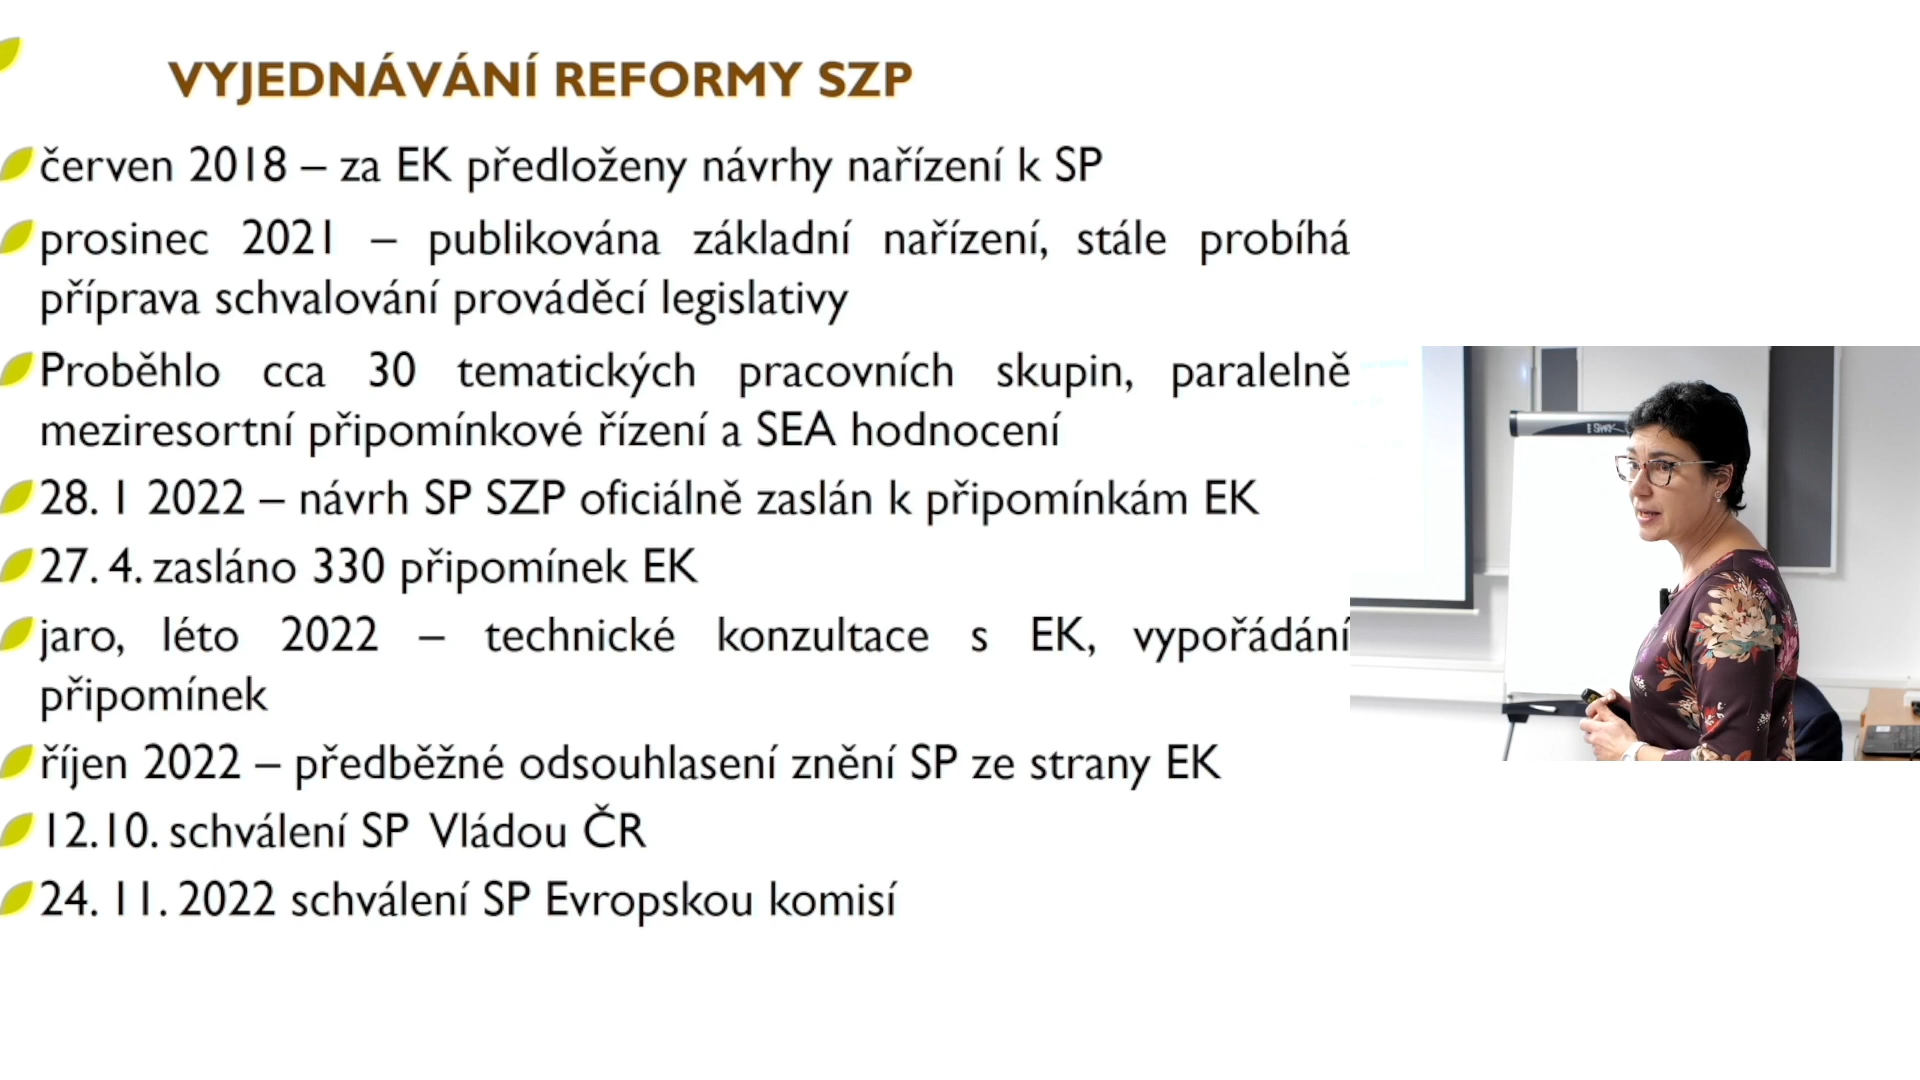 VYJEDNÁVÁNÍ REFORMY SZP
červen 2018 – za EK předloženy návrhy nařízení k SP
prosinec 2021 – publikována základní nařízení, stále probíhá
příprava schvalování prováděcí legislativy
Proběhlo cca 30 tematických pracovních skupin, paralelně
meziresortní připomínkové řízení a SEA hodnocení
28. 1 2022 – návrh SP SZP oficiálně zaslán k připomínkám EK
27. 4. zasláno 330 připomínek EK
jaro, léto 2022 – technické konzultace s EK, vypořádání
připomínek
říjen 2022 – předběžné odsouhlasení znění SP ze strany EK
12.10. schválení SP Vládou ČR
24. 11. 2022 schválení SP Evropskou komisí